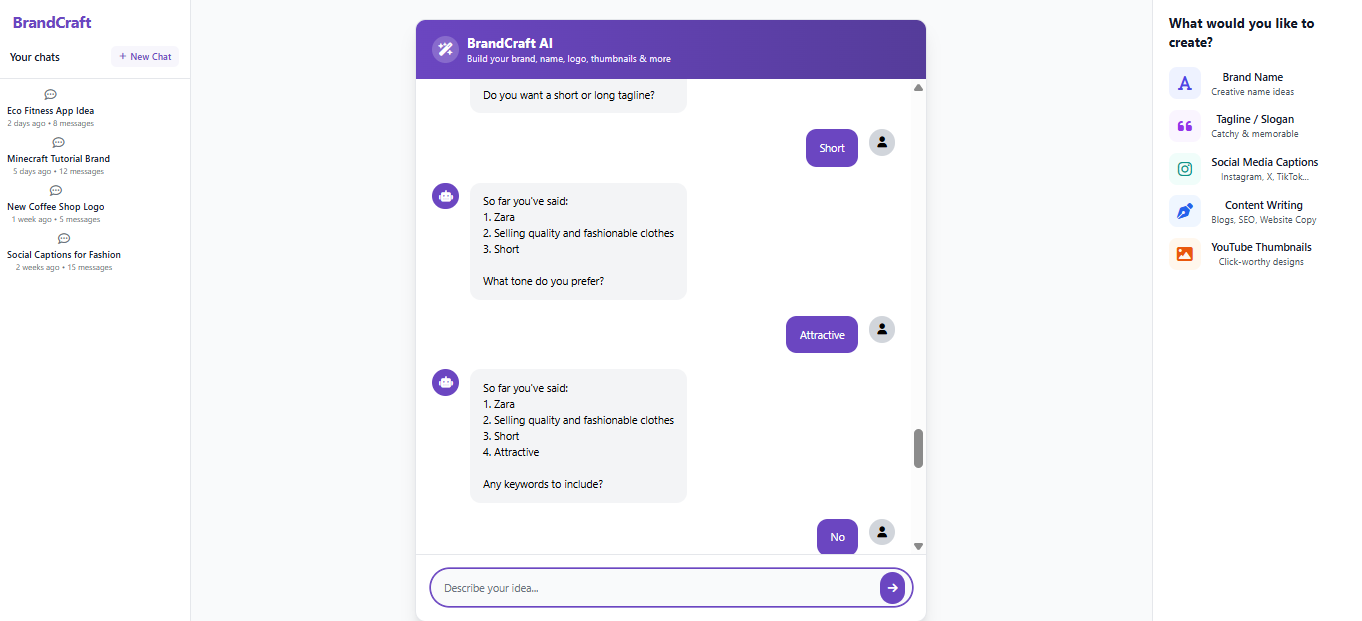 BrandCraft
Your chats
+ New Chat
Eco Fitness App Idea
2 days ago • 8 messages
Minecraft Tutorial Brand
5 days ago • 12 messages
New Coffee Shop Logo
1 week ago • 5 messages
Social Captions for Fashion
2 weeks ago • 15 messages
BrandCraft AI
Build your brand, name, logo, thumbnails & more
Do you want a short or long tagline?
Short
So far you've said:
1. Zara
2. Selling quality and fashionable clothes
3. Short
What tone do you prefer?
Attractive
So far you've said:
1. Zara
2. Selling quality and fashionable clothes
3. Short
4. Attractive
Any keywords to include?
No
Describe your idea...
What would you like to
create?
Brand Name
Creative name ideas
Tagline / Slogan
Catchy & memorable
Social Media Captions
Instagram, X, TikTok...
Content Writing
Blogs, SEO, Website Copy
YouTube Thumbnails
Click-worthy designs